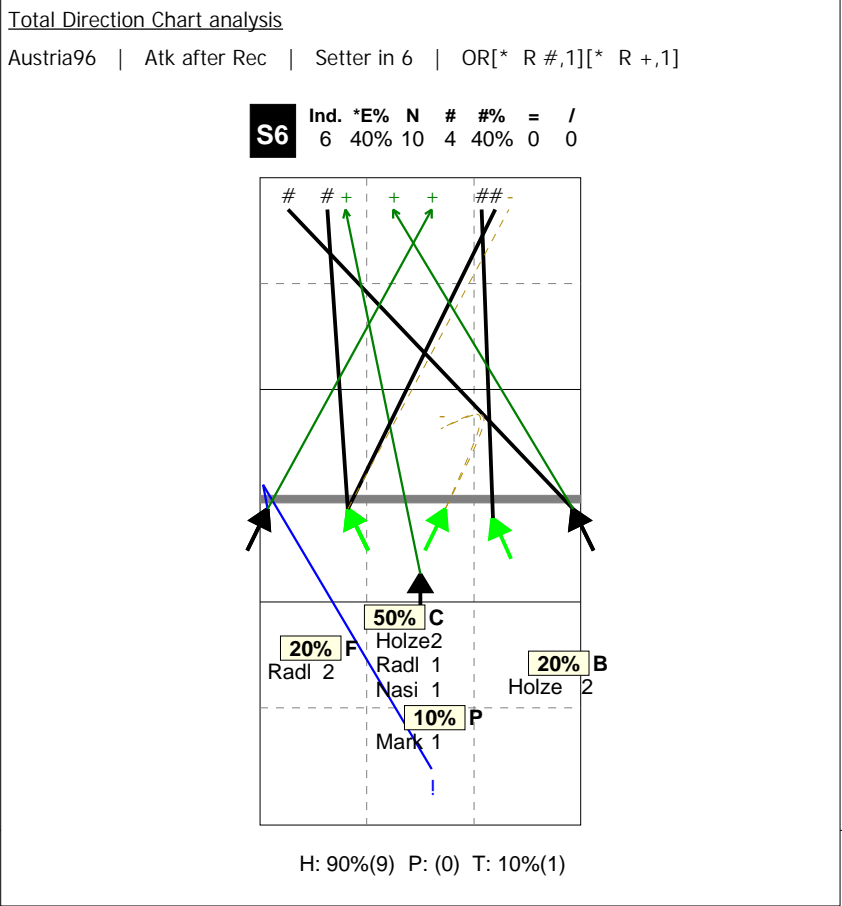 Total Direction Chart analysis
Austria96 | Atk after Rec | Setter in 6 | OR[* R #,1][* R +,1]
S6
Ind. *E% N # #% = /
6 40% 10 4 40% 0 0
# # + + + ## -
-
50% C
Holze2
20% F
Radl 2
Radl 1
20% B
Nasi 1
Holze 2
10% P
Mark 1
!
H: 90%(9) P: (0) T: 10%(1)